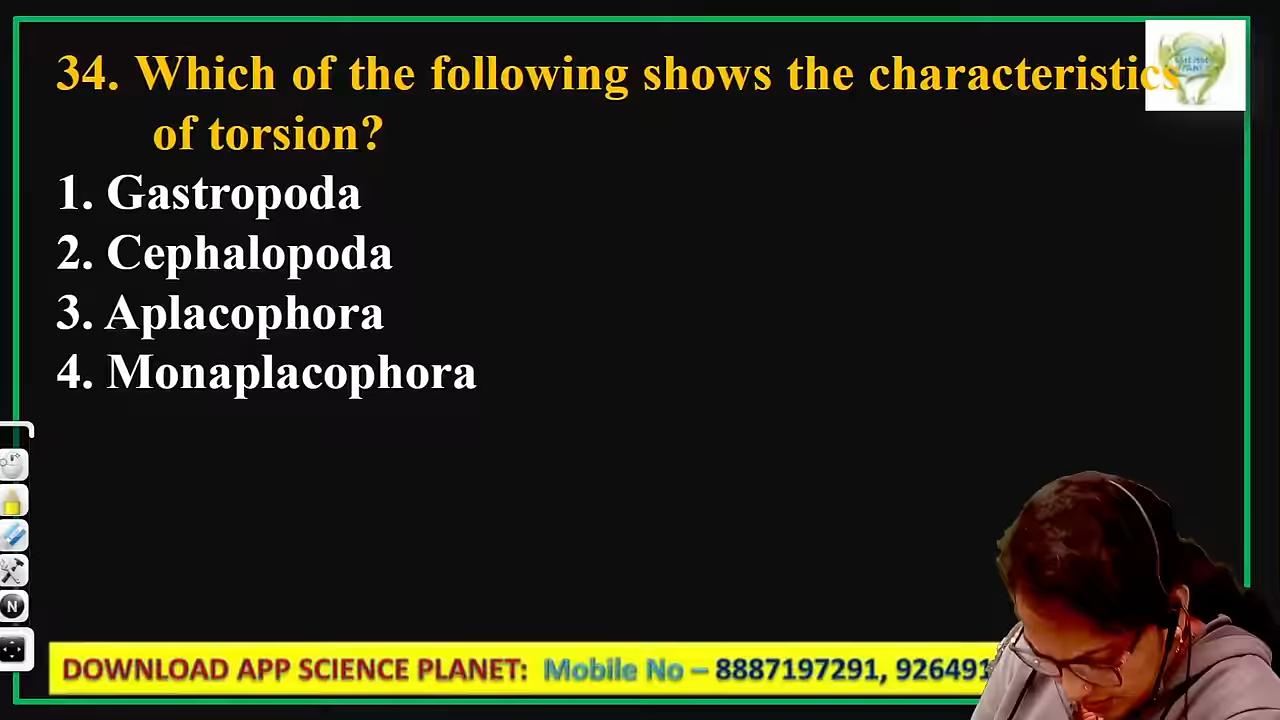 34. Which of the following shows the characteristics
of torsion?
1. Gastropoda
2. Cephalopoda
3. Aplacophora
4. Monaplacophora
N
DOWNLOAD APP SCIENCE PLANET: Mobile No – 8887197291, 926491